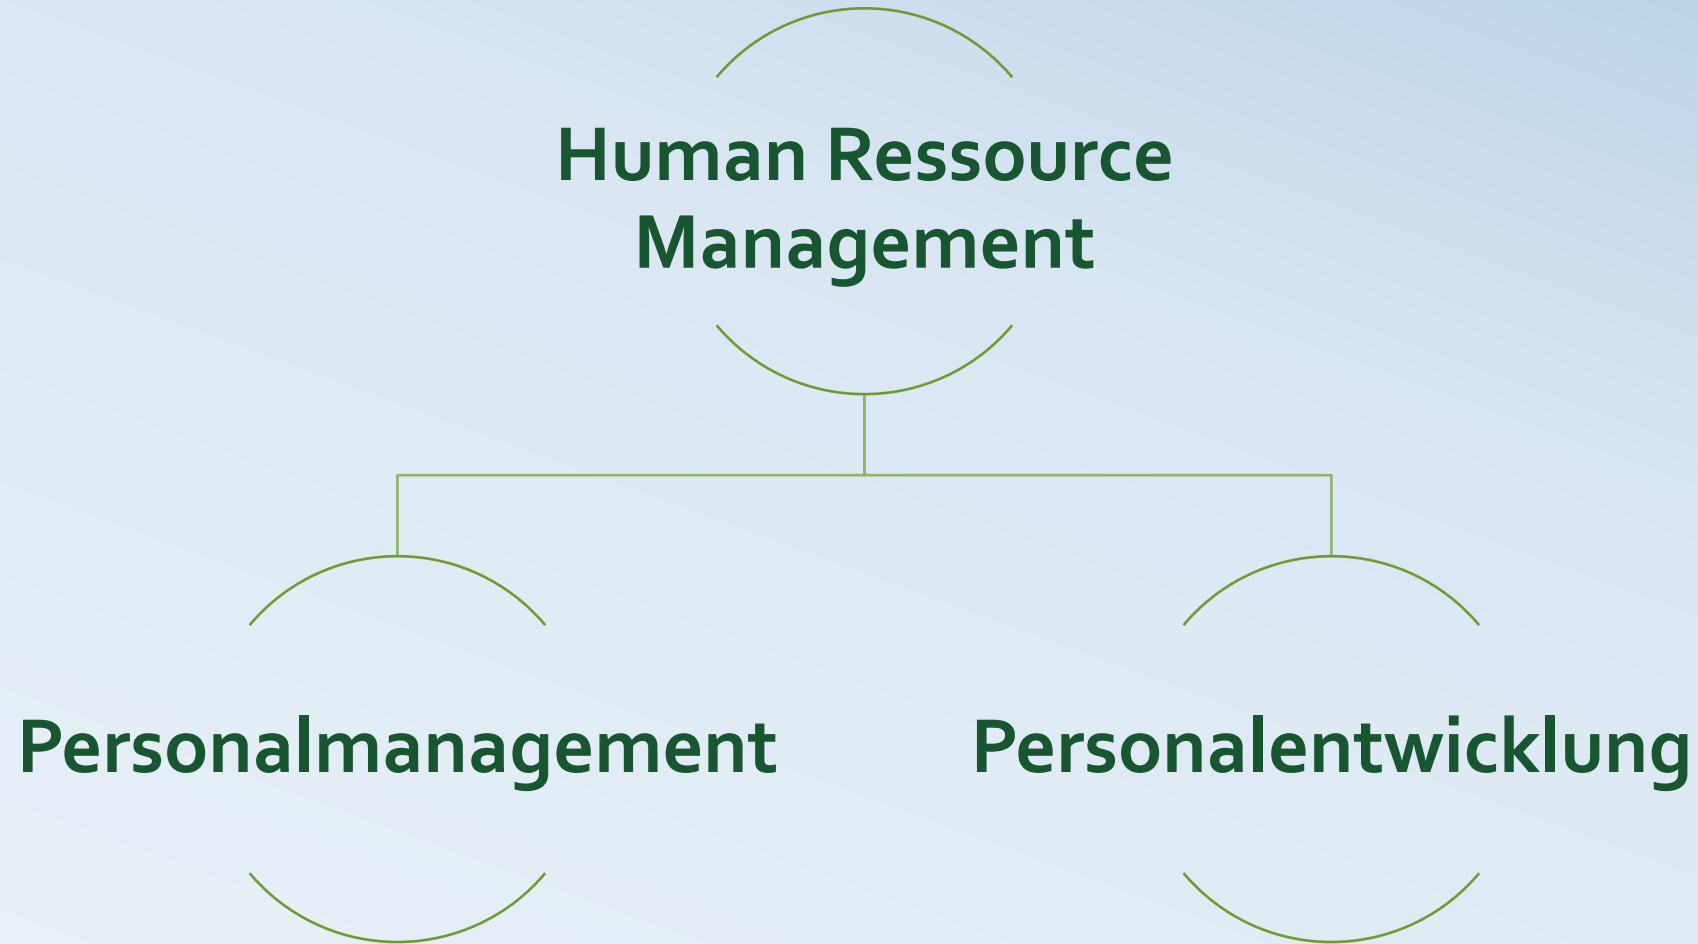 Human Ressource
Management
Personalmanagement
Personalentwicklung